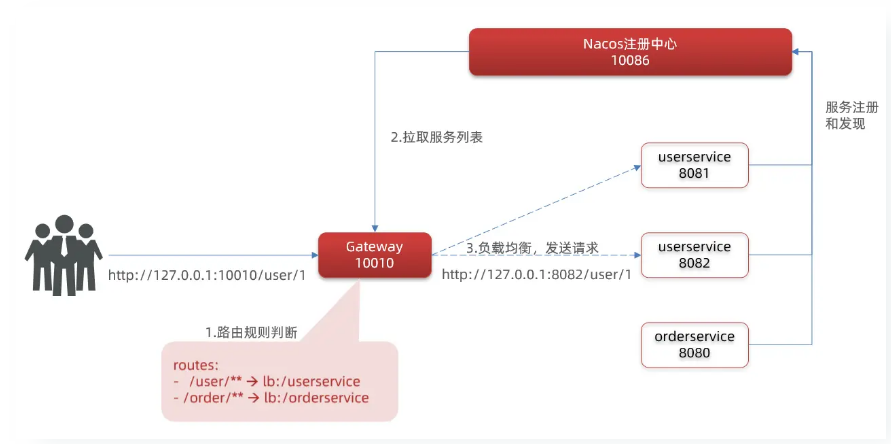 Nacos注册中心
10086
服务注册
和发现
2.拉取服务列表
userservice
8081
Gateway
10010
3.负载均衡，发送请求
userservice
8082
http://127.0.0.1:10010/user/1
http://127.0.0.1:8082/user/1
1.路由规则判断
orderservice
8080
routes:
- /user/** → lb:/userservice
- /order/** → lb:/orderservice